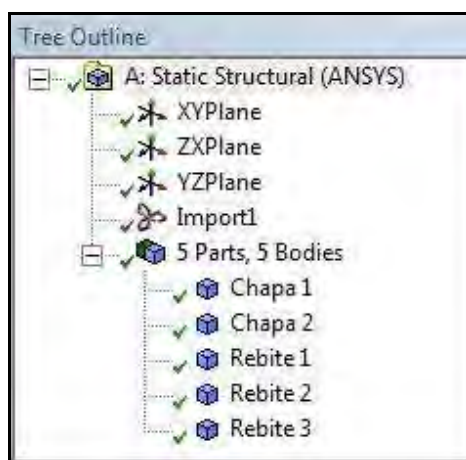 Tree Outline
A: Static Structural (ANSYS)
XYPlane
ZXPlane
YZPlane
Import1
5 Parts, 5 Bodies
Chapa 1
Chapa 2
Rebite 1
Rebite 2
Rebite 3